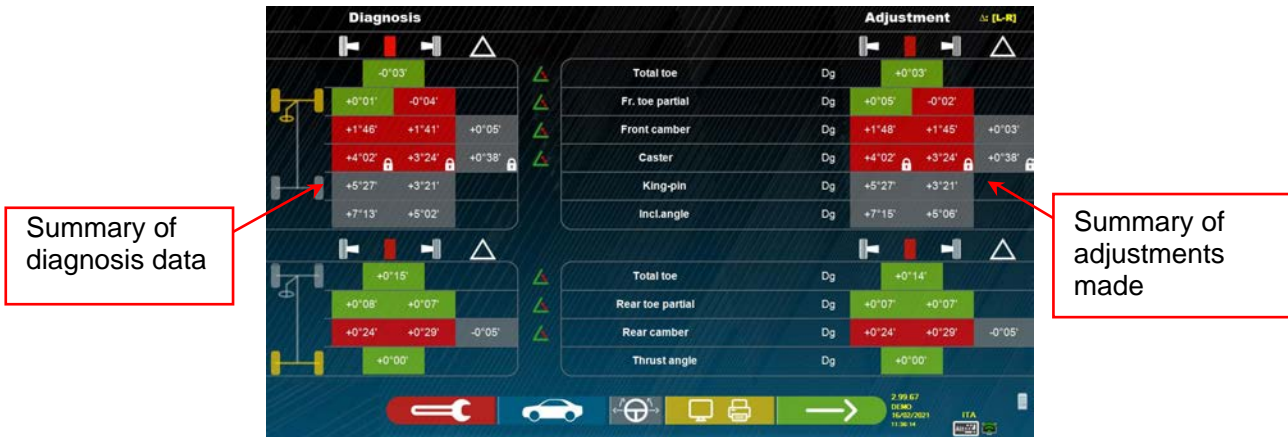 Diagnosis Adjustment Δ: [L-R]
-0°03' Total toe Dg +0°03'
+0°01' -0°04' Fr. toe partial Dg +0°05' -0°02'
+1°46' +1°41' +0°05' Front camber Dg +1°48' +1°45' +0°03'
+4°02' +3°24' +0°38' Caster Dg +4°02' +3°24' +0°38'
+5°27' +3°21' King-pin Dg +5°27' +3°21'
+7°13' +5°02' Incl.angle Dg +7°15' +5°06'
Summary of
diagnosis data
Summary of
adjustments
made
+0°15' Total toe Dg +0°14'
+0°08' +0°07' Rear toe partial Dg +0°07' +0°07'
+0°24' +0°29' -0°05' Rear camber Dg +0°24' +0°29' -0°05'
+0°00' Thrust angle Dg +0°00'
2.99.67
DEMO
16/02/2021 ITA
11:36:14